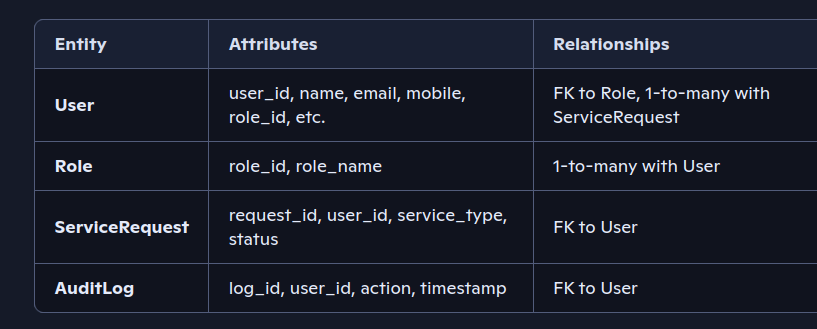 Entity Attributes Relationships
User
user_id, name, email, mobile,
role_id, etc.
FK to Role, 1-to-many with
ServiceRequest
Role role_id, role_name 1-to-many with User
ServiceRequest
request_id, user_id, service_type,
status
FK to User
AuditLog log_id, user_id, action, timestamp FK to User